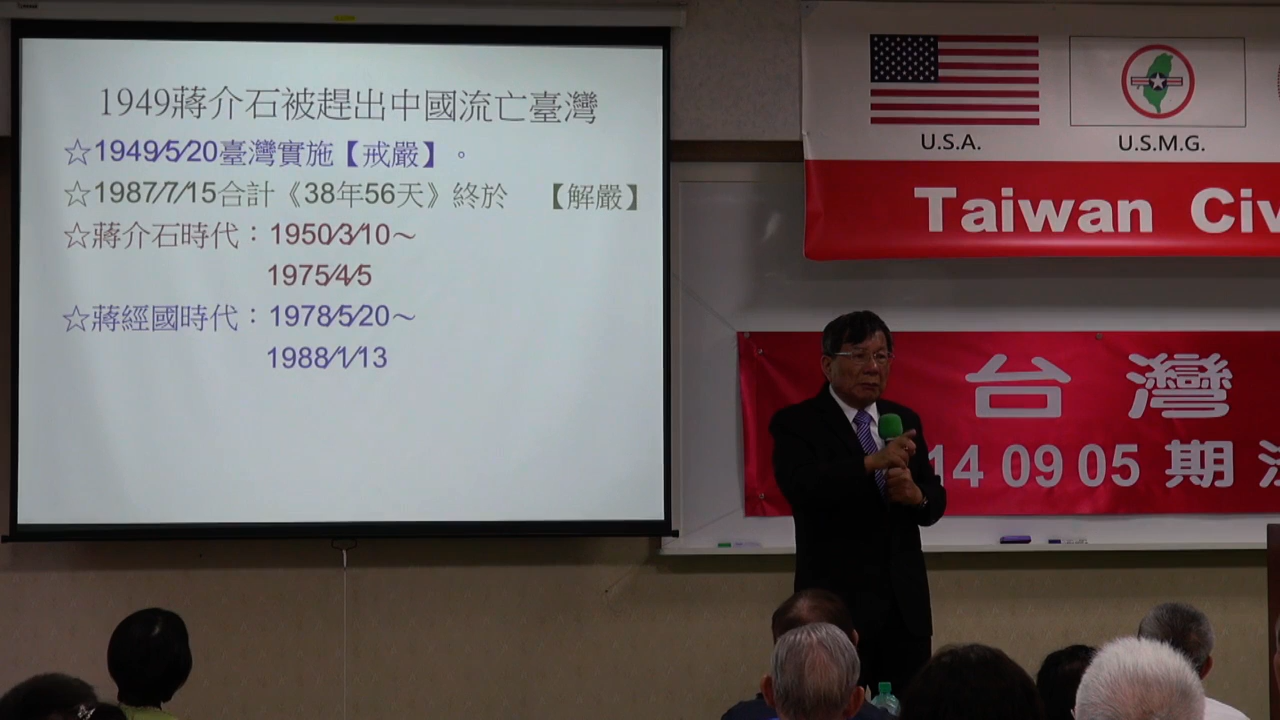 1949蔣介石被趕出中國流亡臺灣
☆1949/5/20臺灣實施【戒嚴】。
☆1987/7/15合計《38年56天》終於 【解嚴】
☆蔣介石時代：1950/3/10～
1975/4/5
☆蔣經國時代：1978/5/20～
1988/1/13
U.S.A.
U.S.M.G.
Taiwan Civ
台灣
14 09 05 期